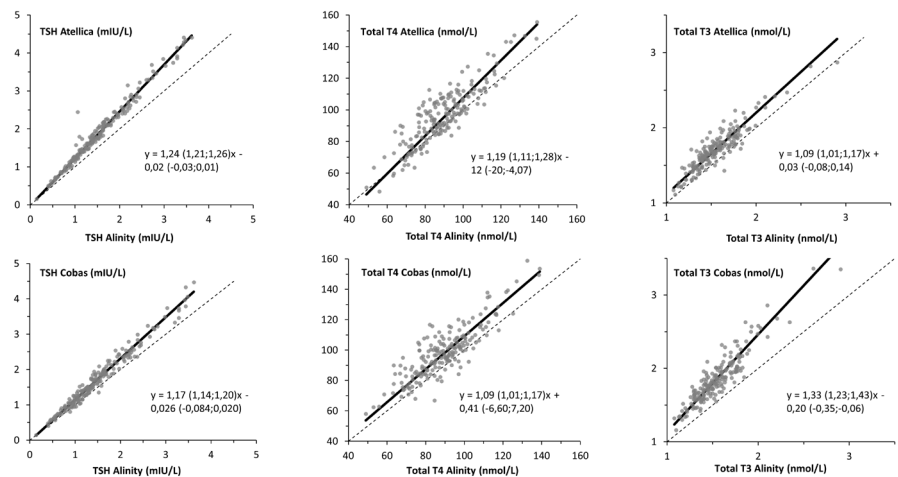 TSH Atellica (mIU/L)
5
4
3
2
1
0
y = 1,24 (1,21;1,26)x -
0,02 (-0,03;0,01)
0 1 2 3 4 5
TSH Alinity (mIU/L)
Total T4 Atellica (nmol/L)
160
140
120
100
80
60
40
y = 1,19 (1,11;1,28)x -
12 (-20;-4,07)
40 60 80 100 120 140 160
Total T4 Alinity (nmol/L)
Total T3 Atellica (nmol/L)
3
2
1
y = 1,09 (1,01;1,17)x +
0,03 (-0,08;0,14)
1 2 3
Total T3 Alinity (nmol/L)
TSH Cobas (mIU/L)
5
4
3
2
1
0
y = 1,17 (1,14;1,20)x -
0,026 (-0,084;0,020)
0 1 2 3 4 5
TSH Alinity (mIU/L)
Total T4 Cobas (nmol/L)
160
140
120
100
80
60
40
y = 1,09 (1,01;1,17)x +
0,41 (-6,60;7,20)
40 60 80 100 120 140 160
Total T4 Alinity (nmol/L)
Total T3 Cobas (nmol/L)
3
2
1
y = 1,33 (1,23;1,43)x -
0,20 (-0,35;-0,06)
1 2 3
Total T3 Alinity (nmol/L)